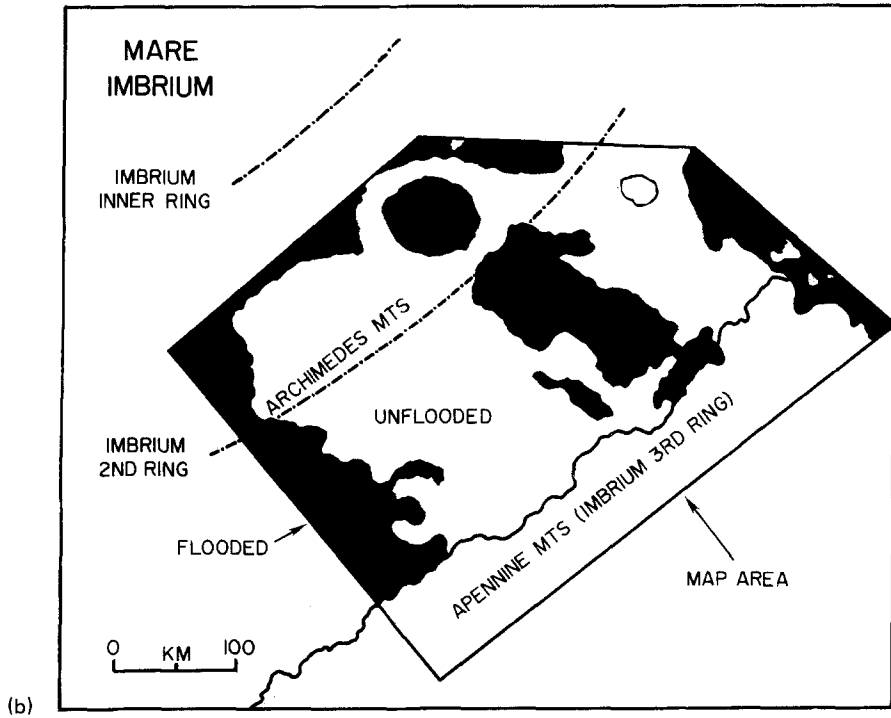 MARE
IMBRIUM
IMBRIUM
INNER RING
ARCHIMEDES MTS
UNFLOODED
IMBRIUM
2ND RING
FLOODED
APENNINE MTS (IMBRIUM 3RD RING)
MAP AREA
0 KM 100
(b)